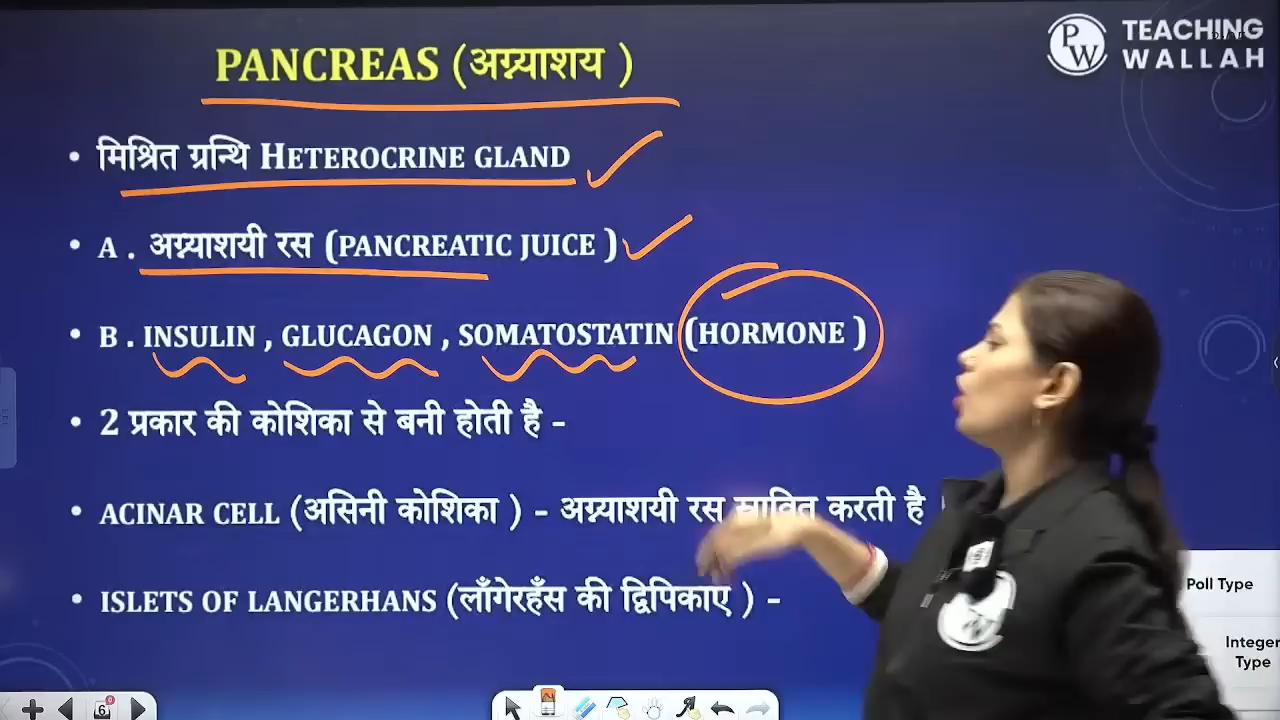 PANCREAS (अग्न्याशय )
TEACHING
WALLAH
• मिश्रित ग्रन्थि HETEROCRINE GLAND
• A . अग्न्याशयी रस (PANCREATIC JUICE )
• B . INSULIN , GLUCAGON , SOMATOSTATIN (HORMONE )
• 2 प्रकार की कोशिका से बनी होती है -
• ACINAR CELL (असिनी कोशिका ) - अग्न्याशयी रस स्रावित करती है
• ISLETS OF LANGERHANS (लाँगेरहँस की द्विपिकाए ) -
Poll Type
Integer
Type